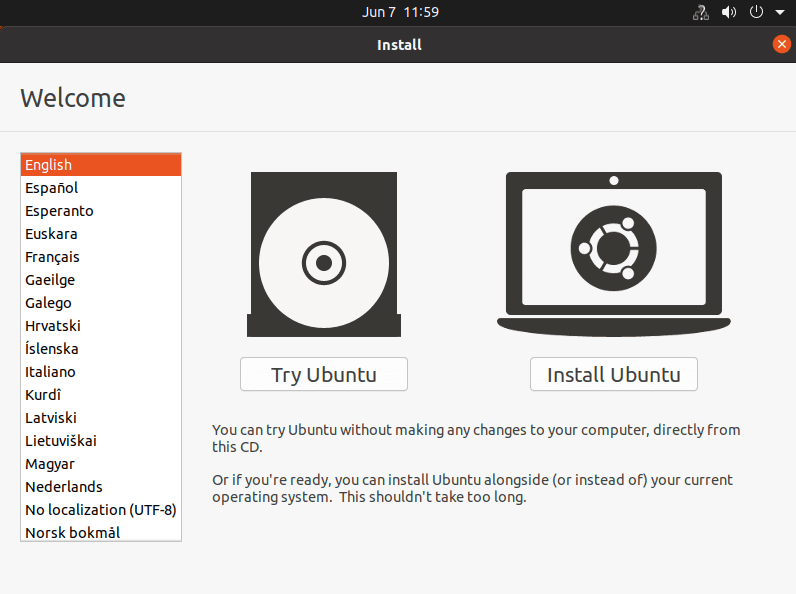 Jun 7 11:59
Install
Welcome
English
Español
Esperanto
Euskara
Français
Gaeilge
Galego
Hrvatski
Íslenska
Italiano
Kurdî
Latviski
Lietuviškai
Magyar
Nederlands
No localization (UTF-8)
Norsk bokmål
Try Ubuntu
Install Ubuntu
You can try Ubuntu without making any changes to your computer, directly from
this CD.
Or if you're ready, you can install Ubuntu alongside (or instead of) your current
operating system. This shouldn't take too long.